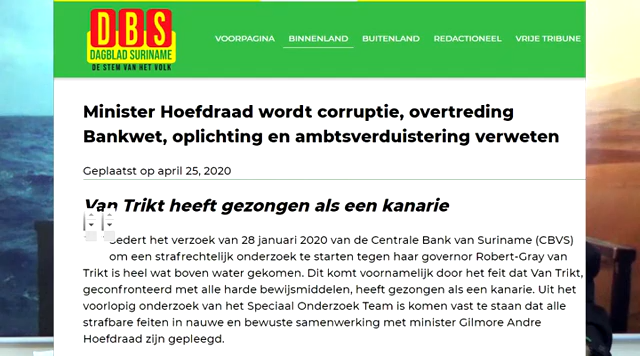 DBS
DAGBLAD SURINAME
DE STEM VAN HET VOLK
VOORPAGINA BINNENLAND BUITENLAND REDACTIONEEL VRIJE TRIBUNE
Minister Hoefdraad wordt corruptie, overtreding
Bankwet, oplichting en ambtsverduistering verweten
Geplaatst op april 25, 2020
Van Trikt heeft gezongen als een kanarie
edert het verzoek van 28 januari 2020 van de Centrale Bank van Suriname (CBVS)
om een strafrechtelijk onderzoek te starten tegen haar governor Robert-Gray van
Trikt is heel wat boven water gekomen. Dit komt voornamelijk door het feit dat Van Trikt,
geconfronteerd met alle harde bewijsmiddelen, heeft gezongen als een kanarie. Uit het
voorlopig onderzoek van het Speciaal Onderzoek Team is komen vast te staan dat alle
strafbare feiten in nauwe en bewuste samenwerking met minister Gilmore Andre
Hoefdraad zijn gepleegd.